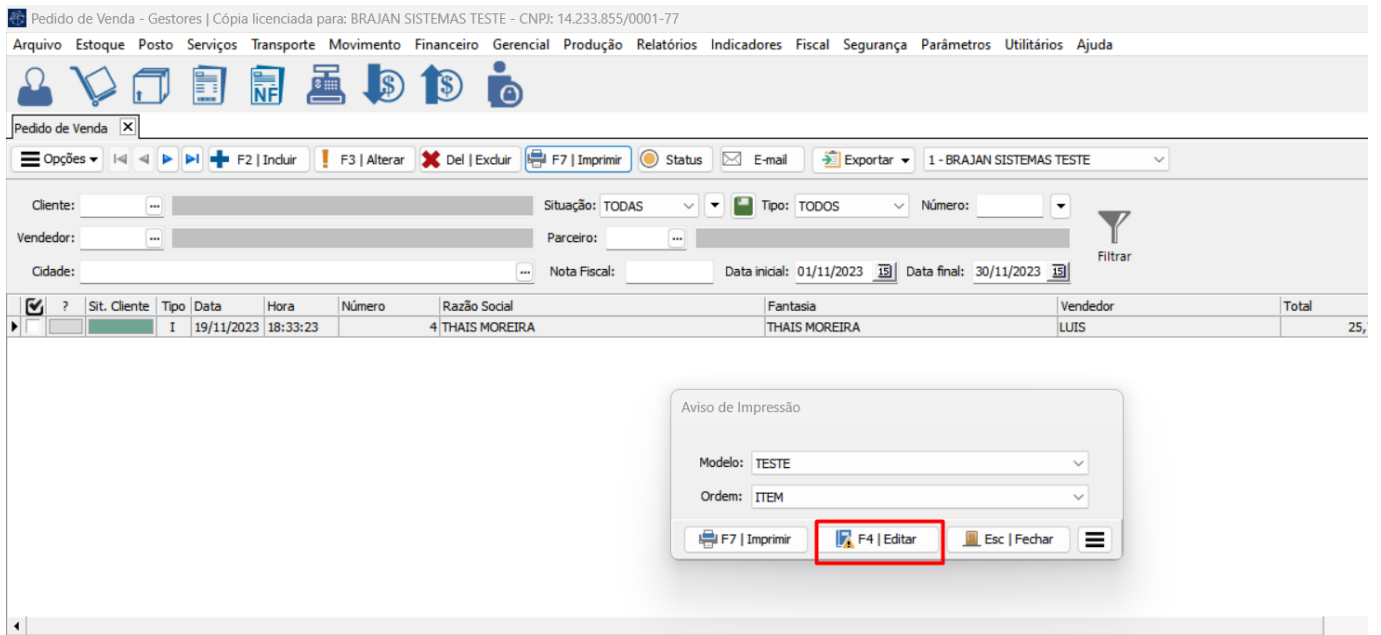 Pedido de Venda - Gestores | Cópia licenciada para: BRAJAN SISTEMAS TESTE - CNPJ: 14.233.855/0001-77
Arquivo Estoque Posto Serviços Transporte Movimento Financeiro Gerencial Produção Relatórios Indicadores Fiscal Segurança Parâmetros Utilitários Ajuda
NF
Pedido de Venda
Opções F2 | Incluir F3 | Alterar Del | Excluir F7 | Imprimir Status E-mail Exportar 1 - BRAJAN SISTEMAS TESTE
Cliente: ... Situação: TODAS Tipo: TODOS Número:
Vendedor: ... Parceiro: ...
Filtrar
Cidade: ... Nota Fiscal: Data inicial: 01/11/2023 15 Data final: 30/11/2023 15
? Sit. Cliente Tipo Data Hora Número Razão Social Fantasia Vendedor Total
I 19/11/2023 18:33:23 4 THAIS MOREIRA THAIS MOREIRA LUIS 25,
Aviso de Impressão
Modelo: TESTE
Ordem: ITEM
F7 | Imprimir F4 | Editar Esc | Fechar